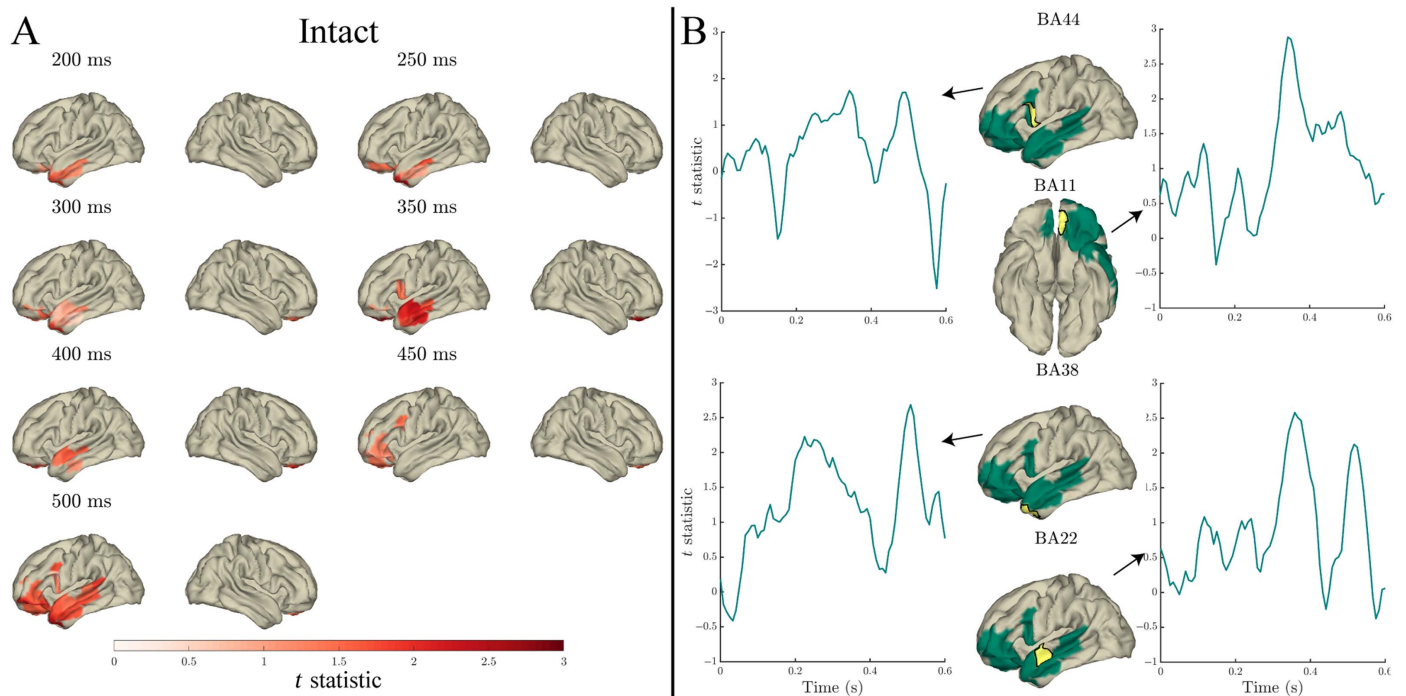 A
Intact
200 ms
250 ms
300 ms
350 ms
400 ms
450 ms
500 ms
0 0.5 1 1.5 2 2.5 3
t statistic
B
BA44
3
2
1
0
-1
-2
-3
t statistic
0 0.2 0.4 0.6
3
2.5
2
1.5
1
0.5
0
-0.5
-1
0 0.2 0.4 0.6
BA11
BA38
3
2.5
2
1.5
1
0.5
0
-0.5
-1
t statistic
0 0.2 0.4 0.6
Time (s)
BA22
3
2.5
2
1.5
1
0.5
0
-0.5
-1
0 0.2 0.4 0.6
Time (s)